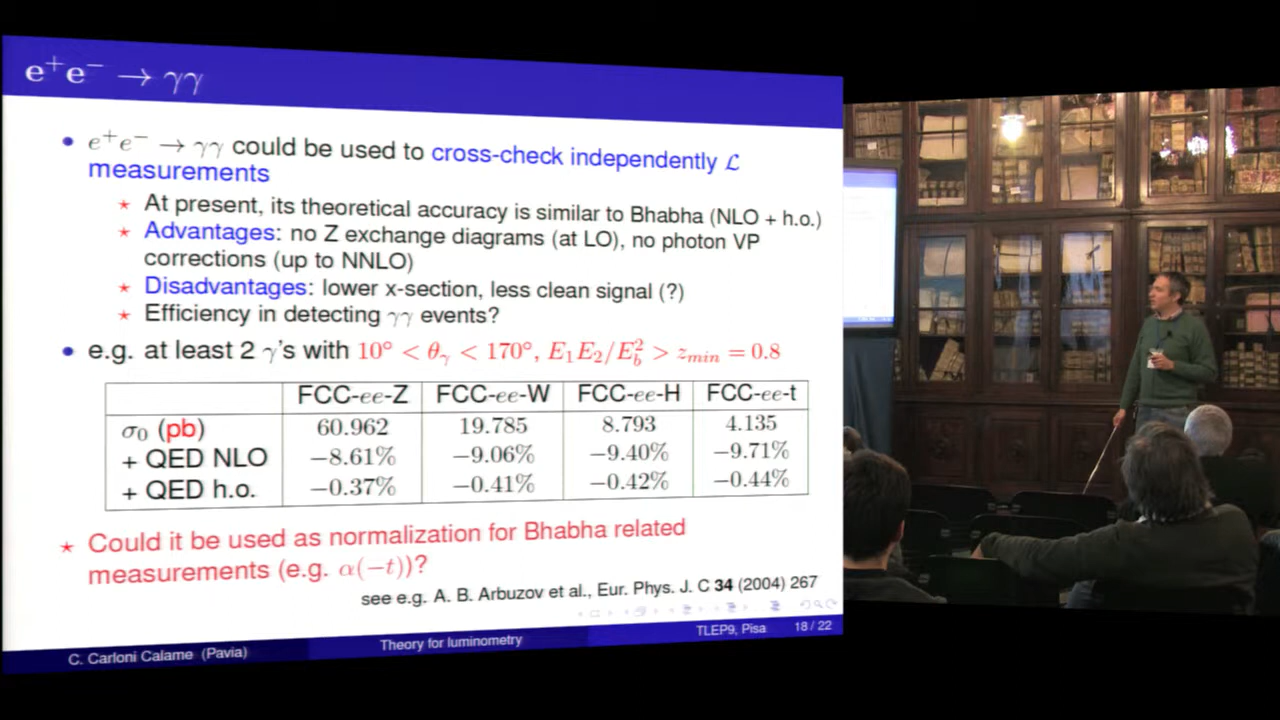 e⁺e⁻ → γγ
• e⁺e⁻ → γγ could be used to cross-check independently ℒ
measurements
⋆ At present, its theoretical accuracy is similar to Bhabha (NLO + h.o.)
⋆ Advantages: no Z exchange diagrams (at LO), no photon VP
corrections (up to NNLO)
⋆ Disadvantages: lower x-section, less clean signal (?)
⋆ Efficiency in detecting γγ events?
• e.g. at least 2 γ's with 10° < θ_γ < 170°, E₁E₂/E_b² > z_min = 0.8
FCC-ee-Z FCC-ee-W FCC-ee-H FCC-ee-t
σ₀ (pb) 60.962 19.785 8.793 4.135
+ QED NLO −8.61% −9.06% −9.40% −9.71%
+ QED h.o. −0.37% −0.41% −0.42% −0.44%
⋆ Could it be used as normalization for Bhabha related
measurements (e.g. α(−t))?
see e.g. A. B. Arbuzov et al., Eur. Phys. J. C 34 (2004) 267
C. Carloni Calame (Pavia) Theory for luminometry TLEP9, Pisa 18 / 22